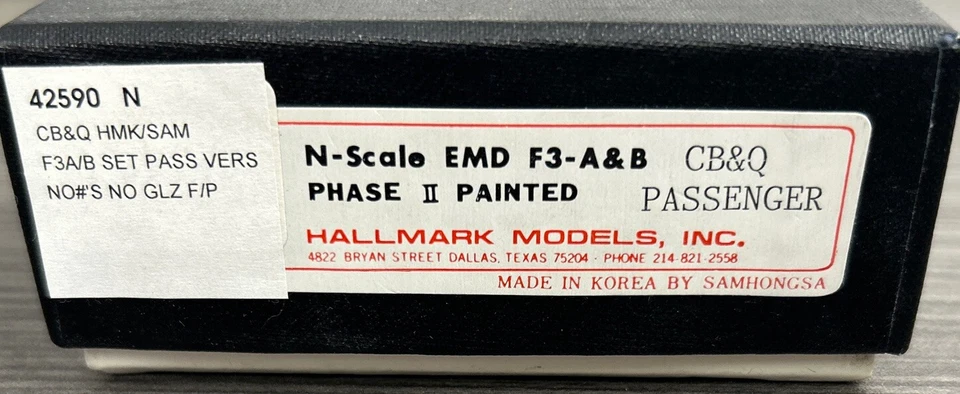 42590 N
CB&Q HMK/SAM
F3A/B SET PASS VERS
NO#'S NO GLZ F/P
N-Scale EMD F3-A&B CB&Q
PHASE II PAINTED PASSENGER
HALLMARK MODELS, INC.
4822 BRYAN STREET DALLAS, TEXAS 75204 · PHONE 214-821-2558
MADE IN KOREA BY SAMHONGSA